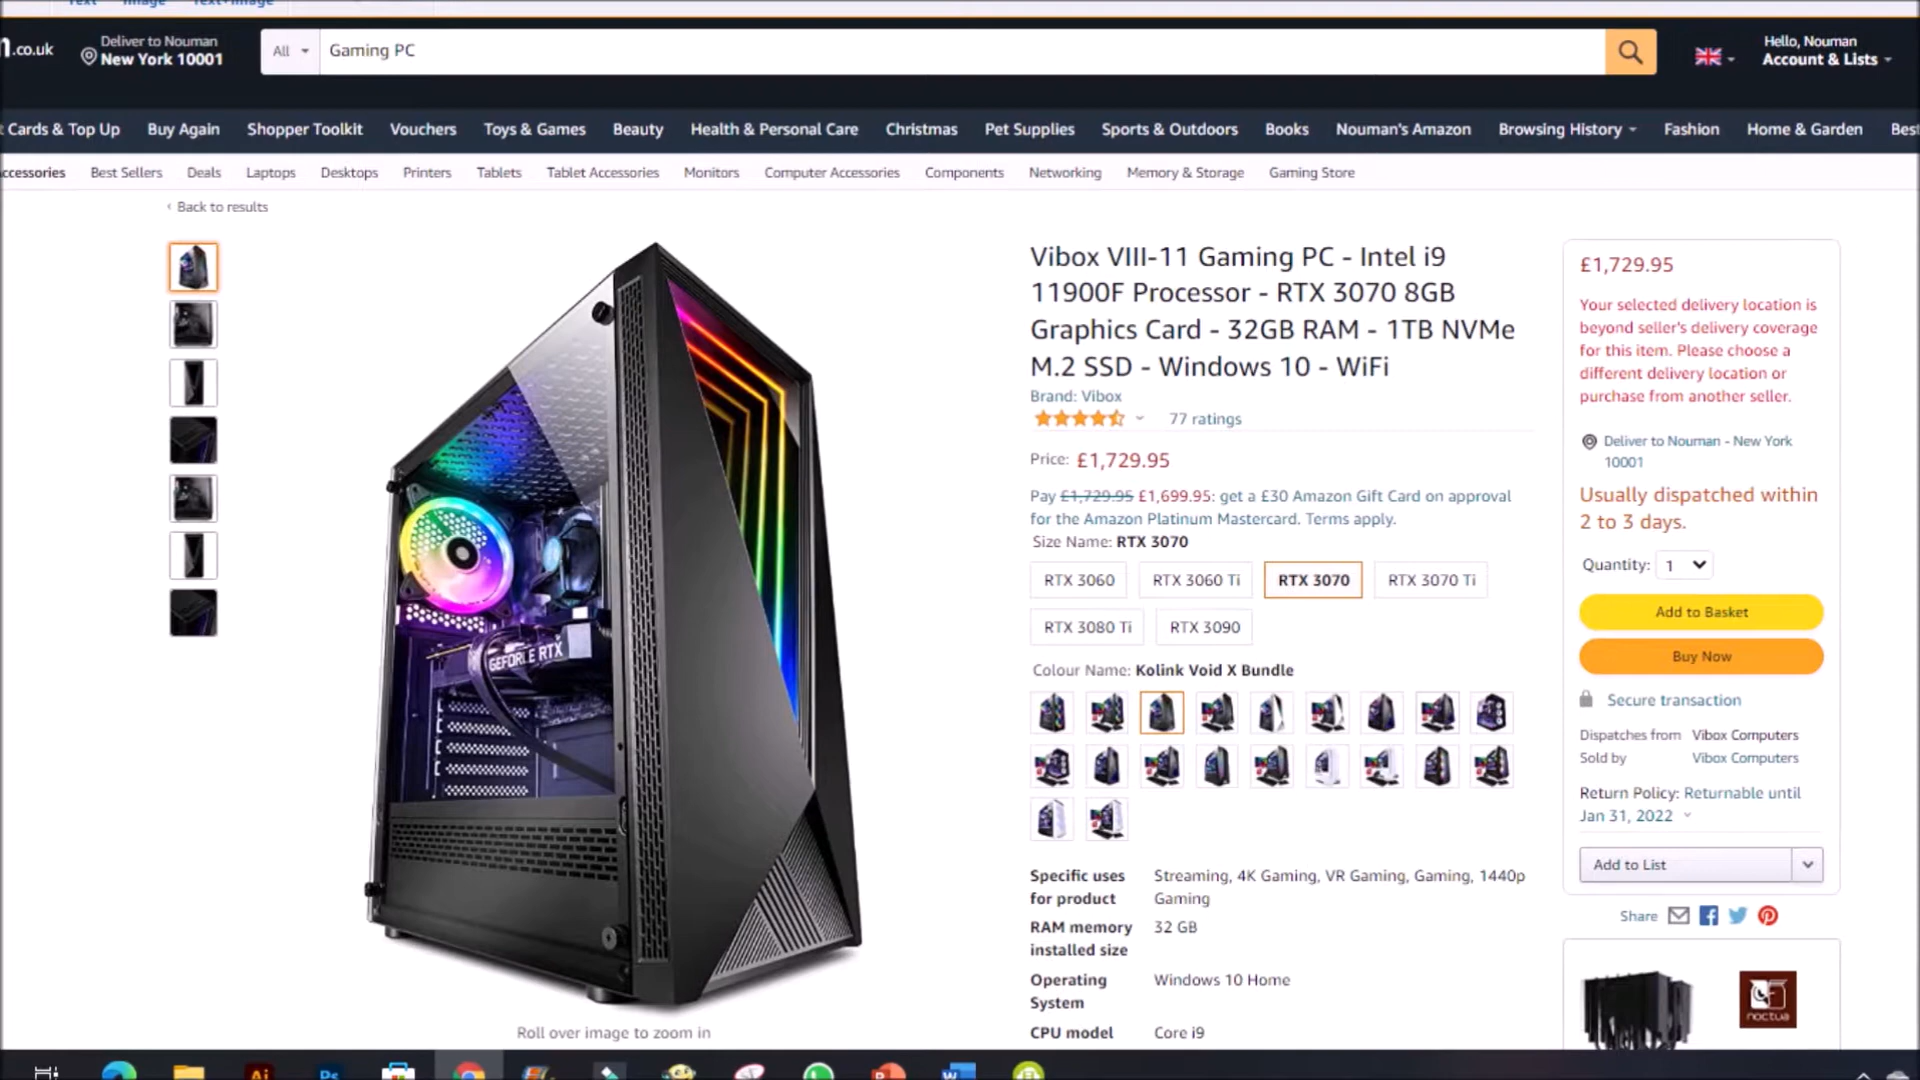 Text Image Text+Image
.co.uk
Deliver to Nouman
New York 10001
All
Gaming PC
Hello, Nouman
Account & Lists
Cards & Top Up Buy Again Shopper Toolkit Vouchers Toys & Games Beauty Health & Personal Care Christmas Pet Supplies Sports & Outdoors Books Nouman's Amazon Browsing History Fashion Home & Garden Best
ccessories Best Sellers Deals Laptops Desktops Printers Tablets Tablet Accessories Monitors Computer Accessories Components Networking Memory & Storage Gaming Store
‹ Back to results
GEFORCE RTX
Roll over image to zoom in
Vibox VIII-11 Gaming PC - Intel i9
11900F Processor - RTX 3070 8GB
Graphics Card - 32GB RAM - 1TB NVMe
M.2 SSD - Windows 10 - WiFi
Brand: Vibox
77 ratings
Price: £1,729.95
Pay £1,729.95 £1,699.95: get a £30 Amazon Gift Card on approval
for the Amazon Platinum Mastercard. Terms apply.
Size Name: RTX 3070
RTX 3060 RTX 3060 Ti RTX 3070 RTX 3070 Ti
RTX 3080 Ti RTX 3090
Colour Name: Kolink Void X Bundle
Specific uses for product
Streaming, 4K Gaming, VR Gaming, Gaming, 1440p
Gaming
RAM memory installed size
32 GB
Operating System
Windows 10 Home
CPU model
Core i9
£1,729.95
Your selected delivery location is
beyond seller's delivery coverage
for this item. Please choose a
different delivery location or
purchase from another seller.
Deliver to Nouman - New York
10001
Usually dispatched within
2 to 3 days.
Quantity: 1
Add to Basket
Buy Now
Secure transaction
Dispatches from Vibox Computers
Sold by Vibox Computers
Return Policy: Returnable until
Jan 31, 2022
Add to List
Share
noctua
Ai Ps W